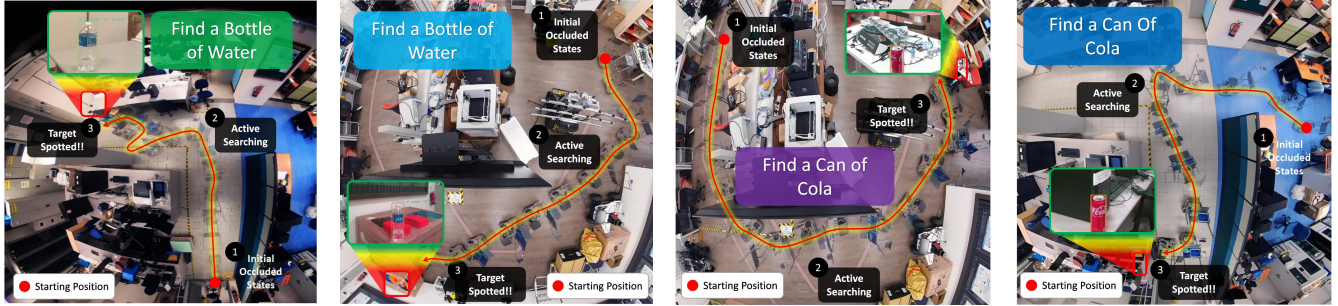 Find a Bottle
of Water
3
Target
Spotted!!
2
Active
Searching
1
Initial
Occluded
States
Starting Position
Find a Bottle of
Water
1
Initial
Occluded
States
2
Active
Searching
3
Target
Spotted!!
Starting Position
1
Initial
Occluded
States
3
Target
Spotted!!
Find a Can of
Cola
2
Active
Searching
Starting Position
Find a Can Of
Cola
2
Active
Searching
1
Initial
Occluded
States
3
Target
Spotted!!
Starting Position